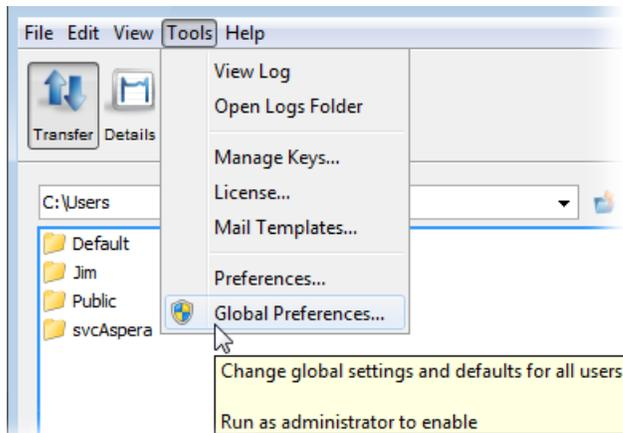 File Edit View Tools Help
View Log
Open Logs Folder
Transfer Details
Manage Keys...
License...
Mail Templates...
C:\Users
Default
Jim
Public
svcAspera
Preferences...
Global Preferences...
Change global settings and defaults for all users
Run as administrator to enable